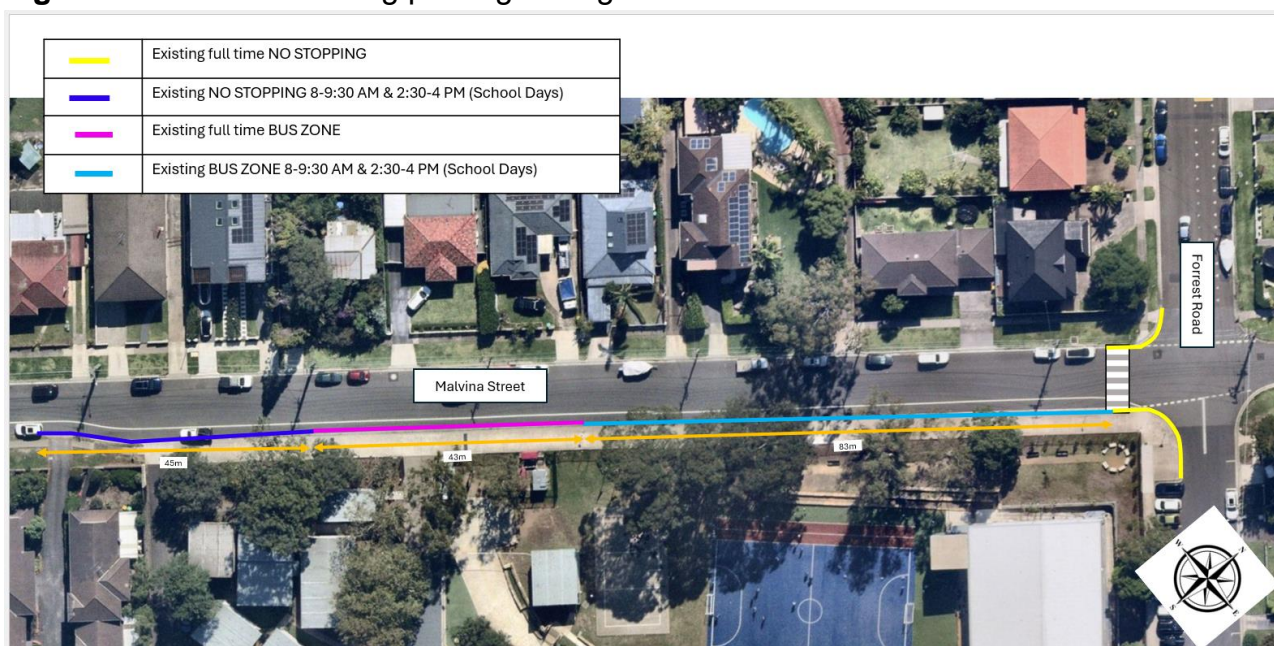 Existing full time NO STOPPING
Existing NO STOPPING 8-9:30 AM & 2:30-4 PM (School Days)
Existing full time BUS ZONE
Existing BUS ZONE 8-9:30 AM & 2:30-4 PM (School Days)
Forrest Road
Malvina Street
45m
43m
83m
W N
S E